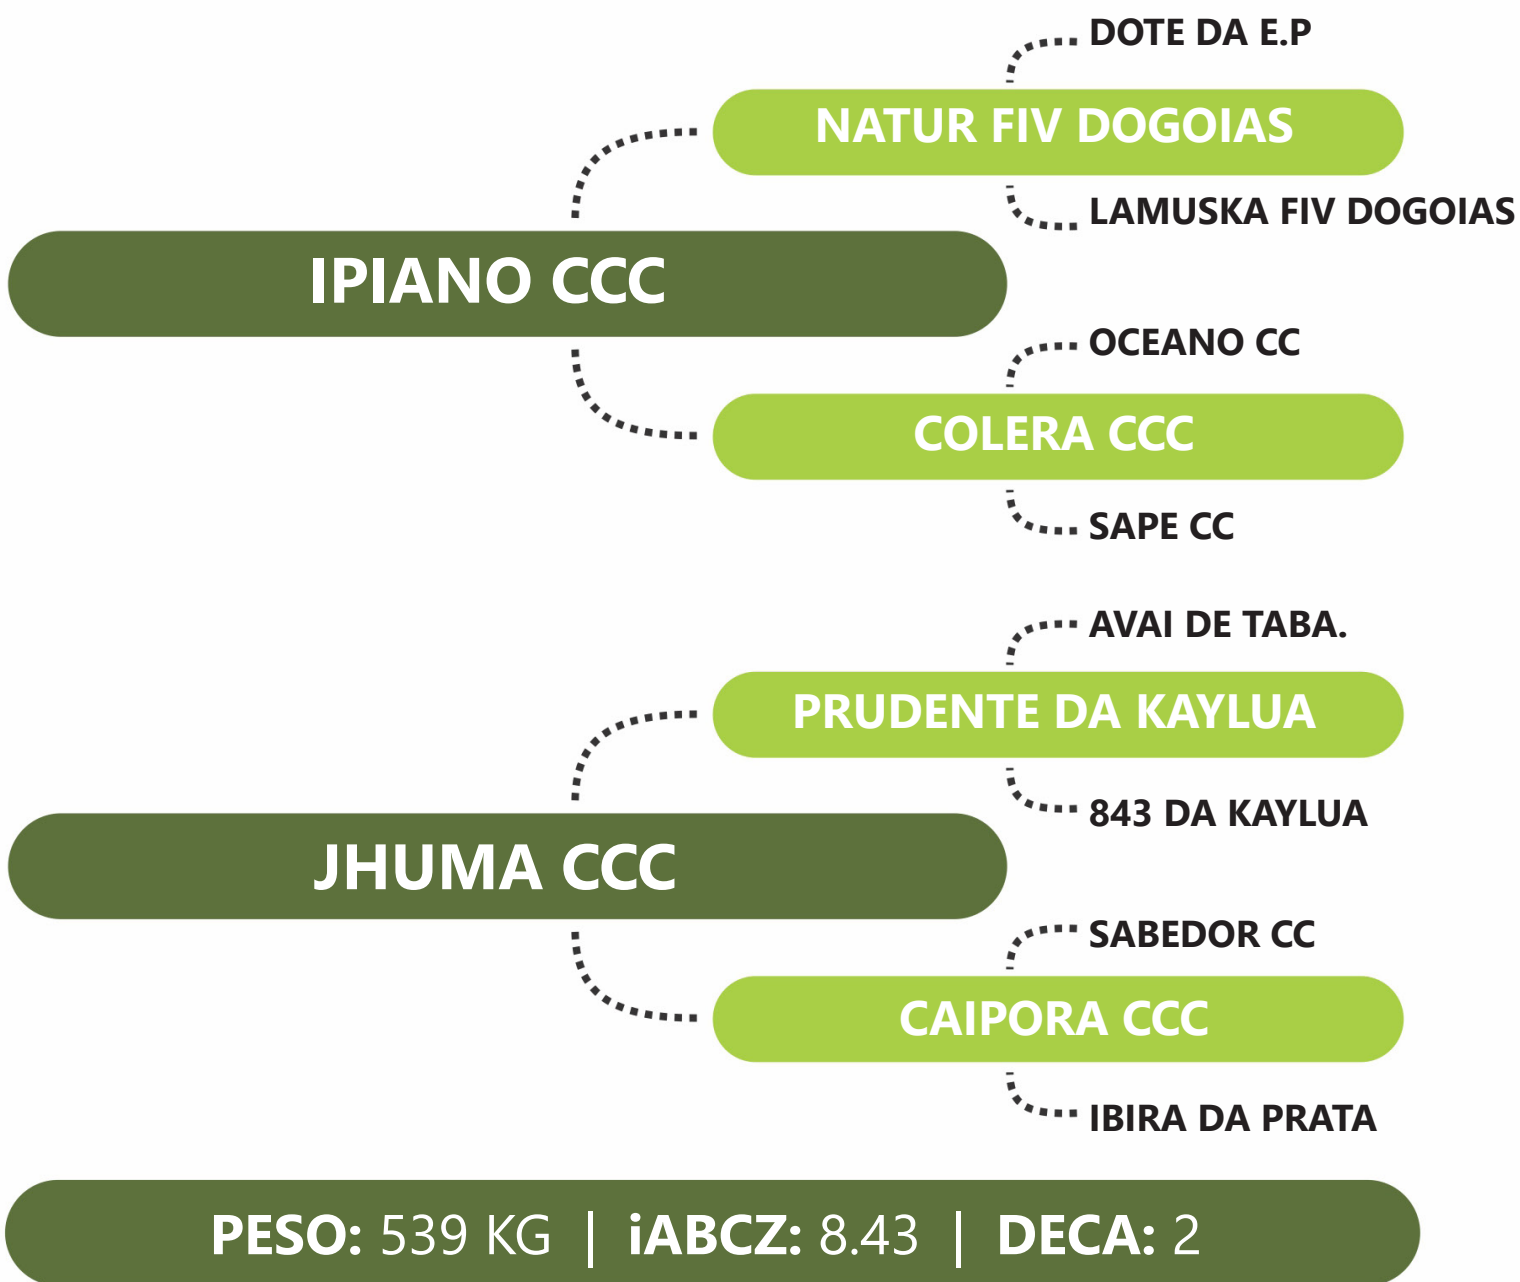 DOTE DA E.P
NATUR FIV DOGOIAS
LAMUSKA FIV DOGOIAS
IPIANO CCC
OCEANO CC
COLERA CCC
SAPE CC
AVAI DE TABA.
PRUDENTE DA KAYLUA
843 DA KAYLUA
JHUMA CCC
SABEDOR CC
CAIPORA CCC
IBIRA DA PRATA
PESO: 539 KG | iABCZ: 8.43 | DECA: 2